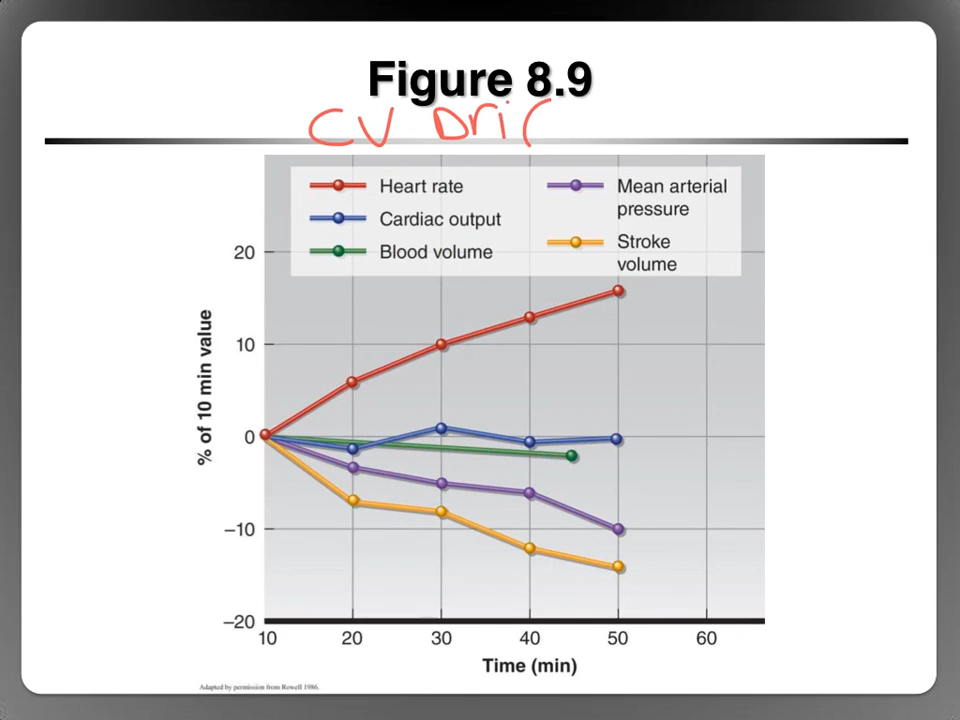 Figure 8.9
CV Dri
Heart rate
Cardiac output
Blood volume
Mean arterial
pressure
Stroke
volume
% of 10 min value
20
10
0
−10
−20
10 20 30 40 50 60
Time (min)
Adapted by permission from Rowell 1986.